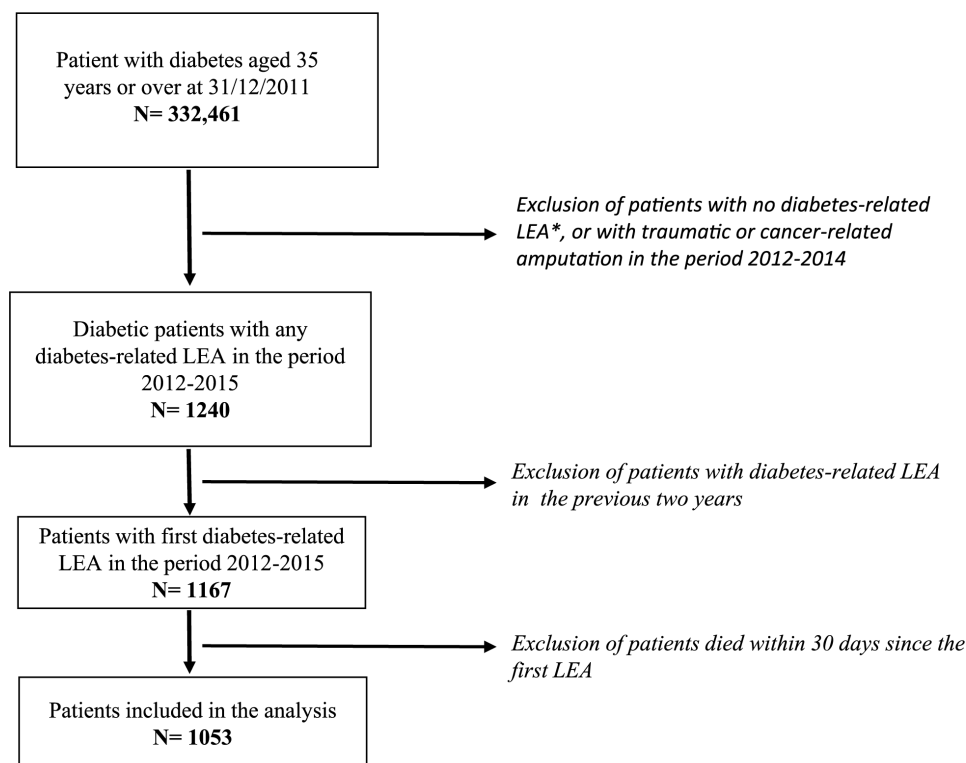 Patient with diabetes aged 35
years or over at 31/12/2011
N= 332,461
Exclusion of patients with no diabetes-related
LEA*, or with traumatic or cancer-related
amputation in the period 2012-2014
Diabetic patients with any
diabetes-related LEA in the period
2012-2015
N= 1240
Exclusion of patients with diabetes-related LEA
in the previous two years
Patients with first diabetes-related
LEA in the period 2012-2015
N= 1167
Exclusion of patients died within 30 days since the
first LEA
Patients included in the analysis
N= 1053